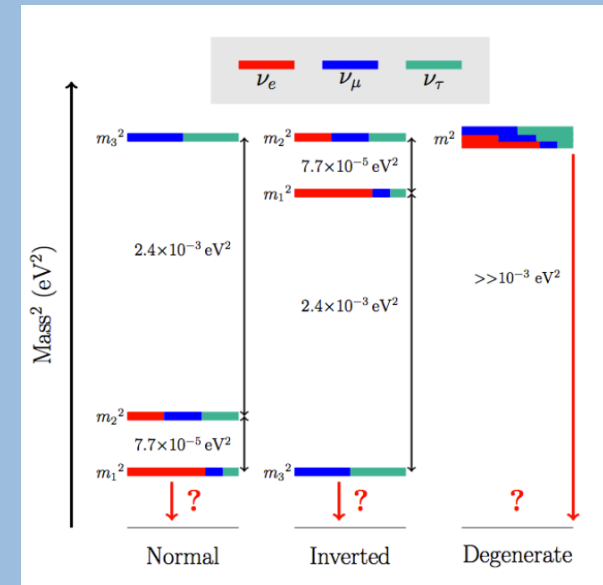 νe νμ ντ
Mass² (eV²)
m₃²
2.4×10⁻³ eV²
m₂²
7.7×10⁻⁵ eV²
m₁²
?
Normal
m₂²
7.7×10⁻⁵ eV²
m₁²
2.4×10⁻³ eV²
m₃²
?
Inverted
m²
>>10⁻³ eV²
?
Degenerate